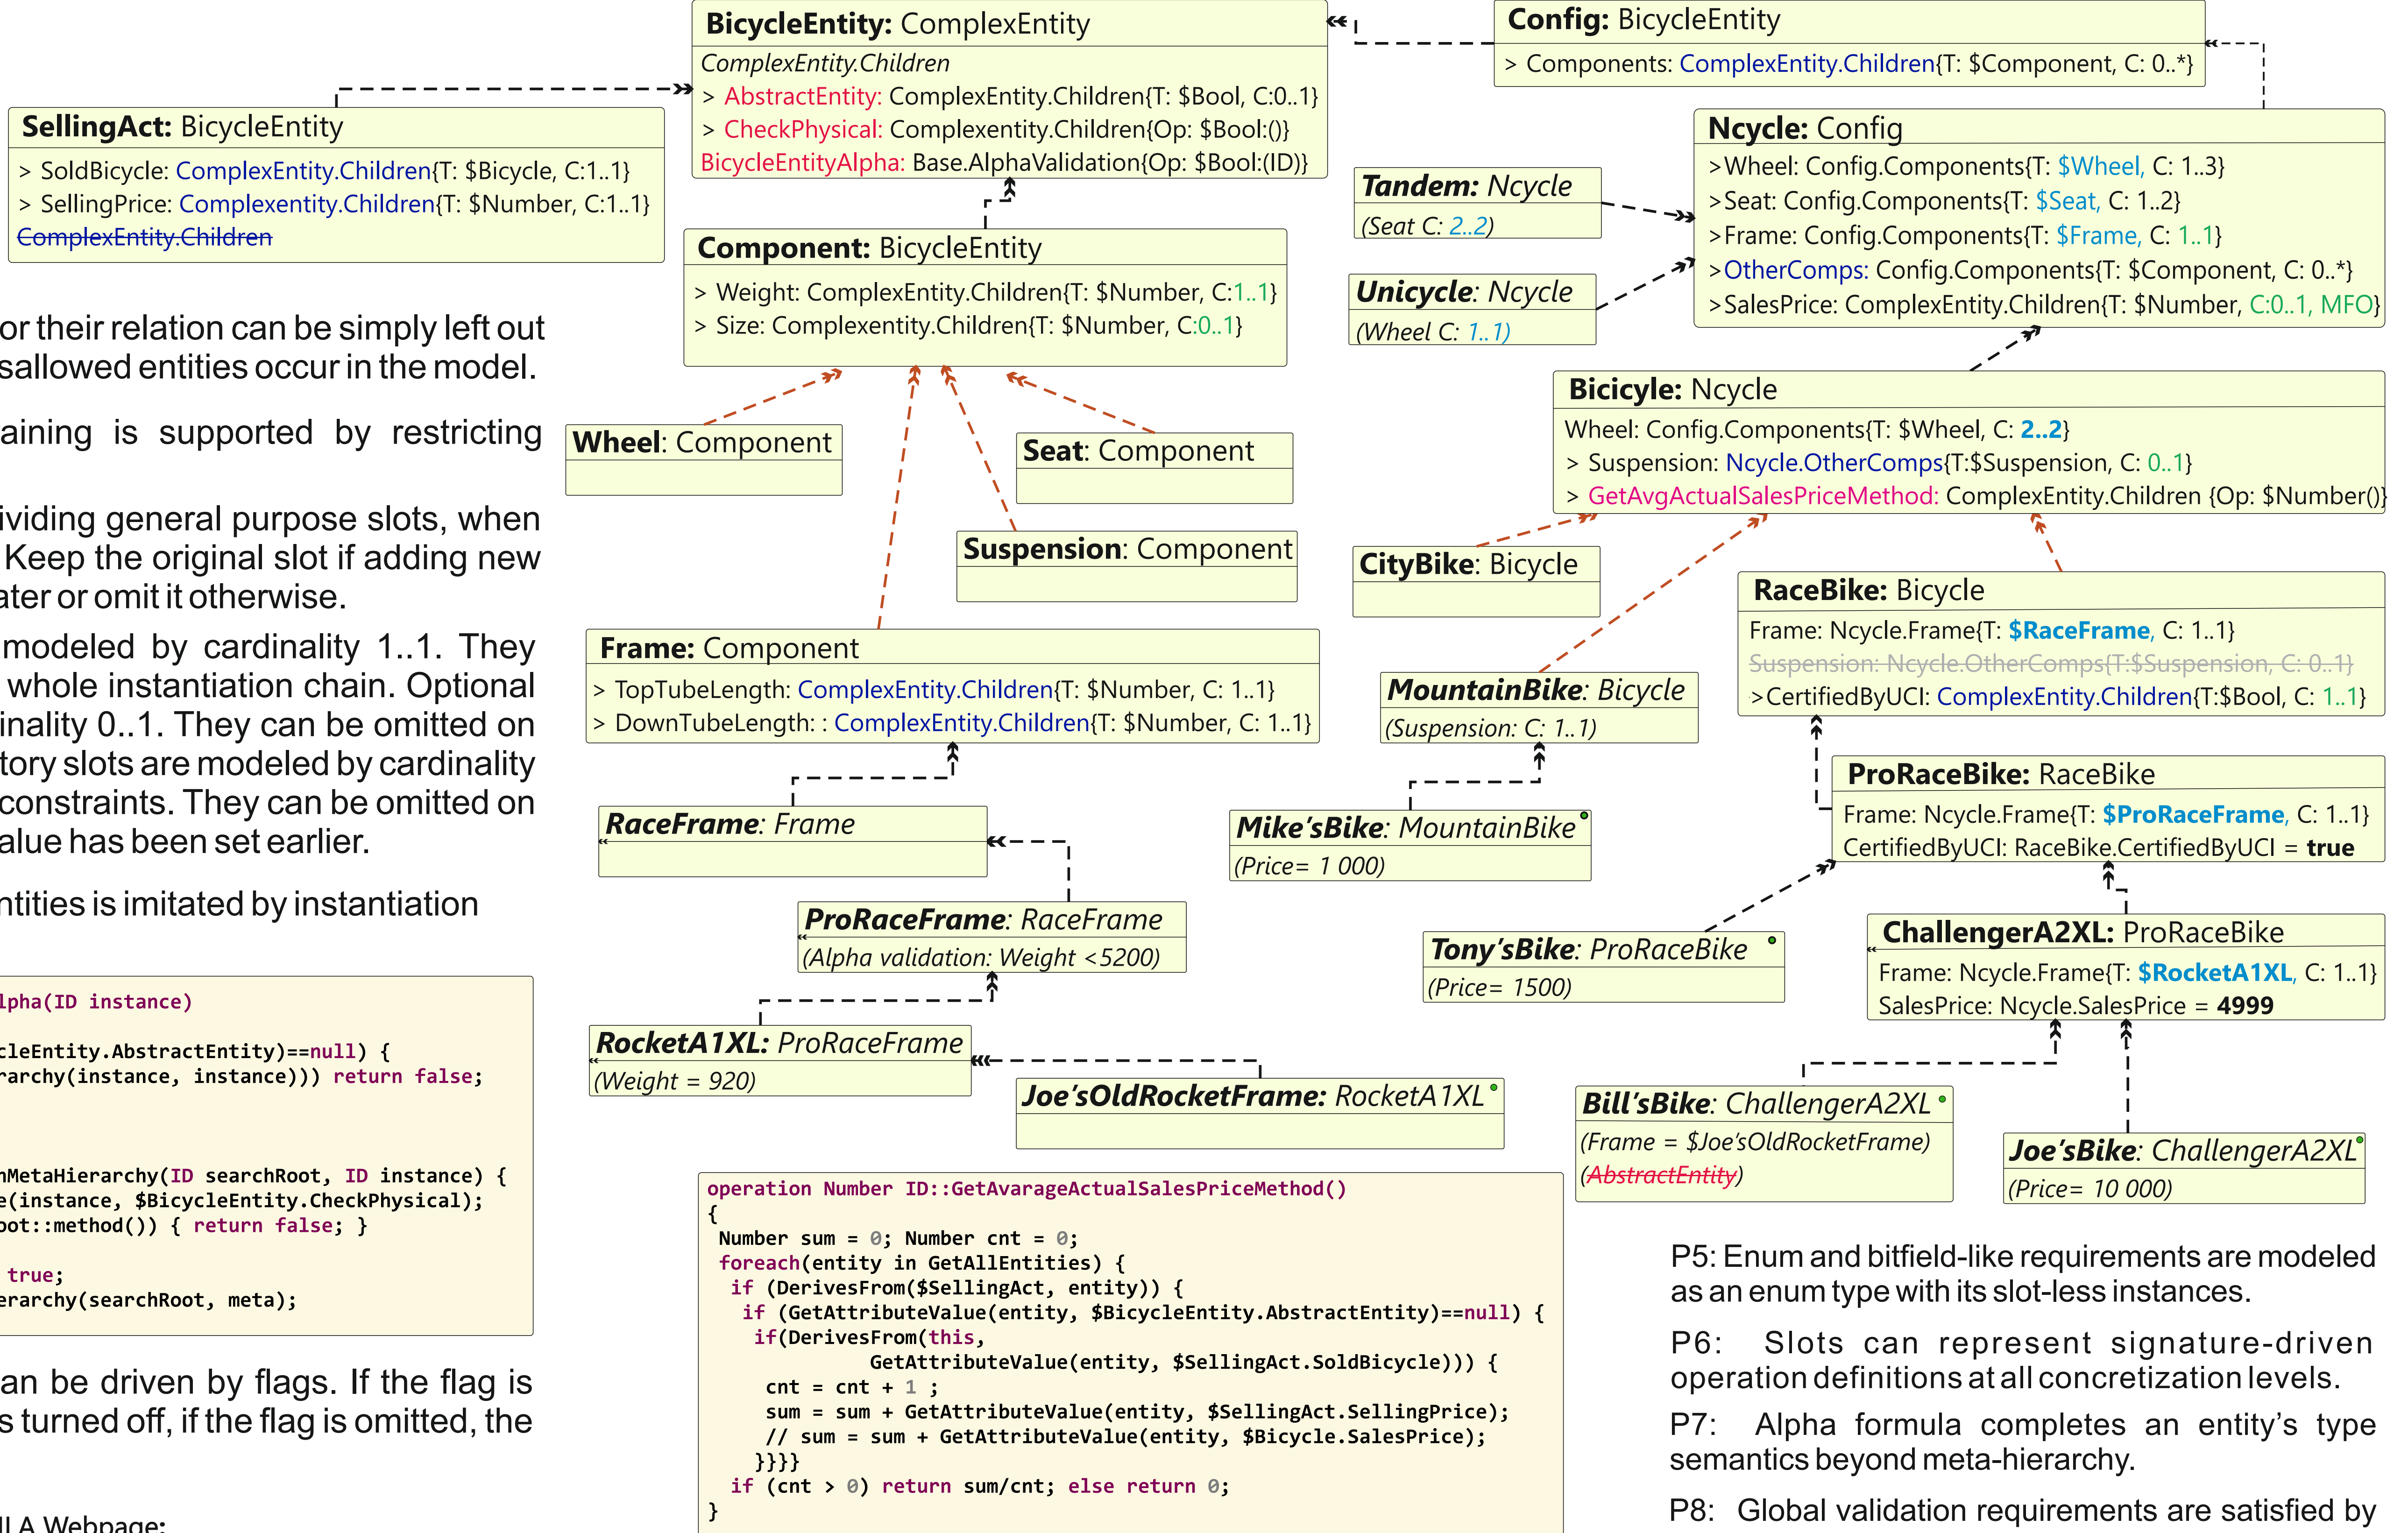 BicycleEntity: ComplexEntity
ComplexEntity.Children
> AbstractEntity: ComplexEntity.Children{T: $Bool, C:0..1}
> CheckPhysical: Complexentity.Children{Op: $Bool:()}
BicycleEntityAlpha: Base.AlphaValidation{Op: $Bool:(ID)}
Config: BicycleEntity
> Components: ComplexEntity.Children{T: $Component, C: 0..*}
SellingAct: BicycleEntity
> SoldBicycle: ComplexEntity.Children{T: $Bicycle, C:1..1}
> SellingPrice: Complexentity.Children{T: $Number, C:1..1}
ComplexEntity.Children
Ncycle: Config
>Wheel: Config.Components{T: $Wheel, C: 1..3}
>Seat: Config.Components{T: $Seat, C: 1..2}
>Frame: Config.Components{T: $Frame, C: 1..1}
>OtherComps: Config.Components{T: $Component, C: 0..*}
>SalesPrice: ComplexEntity.Children{T: $Number, C:0..1, MFO}
Tandem: Ncycle
(Seat C: 2..2)
Unicycle: Ncycle
(Wheel C: 1..1)
Component: BicycleEntity
> Weight: ComplexEntity.Children{T: $Number, C:1..1}
> Size: Complexentity.Children{T: $Number, C:0..1}
or their relation can be simply left out
sallowed entities occur in the model.
aining is supported by restricting
ividing general purpose slots, when
Keep the original slot if adding new
ater or omit it otherwise.
modeled by cardinality 1..1. They
whole instantiation chain. Optional
inality 0..1. They can be omitted on
tory slots are modeled by cardinality
constraints. They can be omitted on
alue has been set earlier.
ntities is imitated by instantiation
Bicicyle: Ncycle
Wheel: Config.Components{T: $Wheel, C: 2..2}
> Suspension: Ncycle.OtherComps{T:$Suspension, C: 0..1}
> GetAvgActualSalesPriceMethod: ComplexEntity.Children {Op: $Number()}
Wheel: Component
Seat: Component
Suspension: Component
CityBike: Bicycle
RaceBike: Bicycle
Frame: Ncycle.Frame{T: $RaceFrame, C: 1..1}
Suspension: Ncycle.OtherComps{T:$Suspension, C: 0..1}
>CertifiedByUCI: ComplexEntity.Children{T:$Bool, C: 1..1}
Frame: Component
> TopTubeLength: ComplexEntity.Children{T: $Number, C: 1..1}
> DownTubeLength: : ComplexEntity.Children{T: $Number, C: 1..1}
MountainBike: Bicycle
(Suspension: C: 1..1)
ProRaceBike: RaceBike
Frame: Ncycle.Frame{T: $ProRaceFrame, C: 1..1}
CertifiedByUCI: RaceBike.CertifiedByUCI = true
RaceFrame: Frame
Mike'sBike: MountainBike
(Price= 1 000)
ProRaceFrame: RaceFrame
(Alpha validation: Weight <5200)
Tony'sBike: ProRaceBike
(Price= 1500)
ChallengerA2XL: ProRaceBike
Frame: Ncycle.Frame{T: $RocketA1XL, C: 1..1}
SalesPrice: Ncycle.SalesPrice = 4999
RocketA1XL: ProRaceFrame
(Weight = 920)
Joe'sOldRocketFrame: RocketA1XL
Bill'sBike: ChallengerA2XL
(Frame = $Joe'sOldRocketFrame)
(AbstractEntity)
Joe'sBike: ChallengerA2XL
(Price= 10 000)
lpha(ID instance)
cleEntity.AbstractEntity)==null) {
rarchy(instance, instance))) return false;
nMetaHierarchy(ID searchRoot, ID instance) {
e(instance, $BicycleEntity.CheckPhysical);
oot::method()) { return false; }
true;
erarchy(searchRoot, meta);
an be driven by flags. If the flag is
s turned off, if the flag is omitted, the
ILA Webpage:
operation Number ID::GetAvarageActualSalesPriceMethod()
{
Number sum = 0; Number cnt = 0;
foreach(entity in GetAllEntities) {
if (DerivesFrom($SellingAct, entity)) {
if (GetAttributeValue(entity, $BicycleEntity.AbstractEntity)==null) {
if(DerivesFrom(this,
GetAttributeValue(entity, $SellingAct.SoldBicycle))) {
cnt = cnt + 1 ;
sum = sum + GetAttributeValue(entity, $SellingAct.SellingPrice);
// sum = sum + GetAttributeValue(entity, $Bicycle.SalesPrice);
}}}}
if (cnt > 0) return sum/cnt; else return 0;
}
P5: Enum and bitfield-like requirements are modeled
as an enum type with its slot-less instances.
P6: Slots can represent signature-driven
operation definitions at all concretization levels.
P7: Alpha formula completes an entity's type
semantics beyond meta-hierarchy.
P8: Global validation requirements are satisfied by